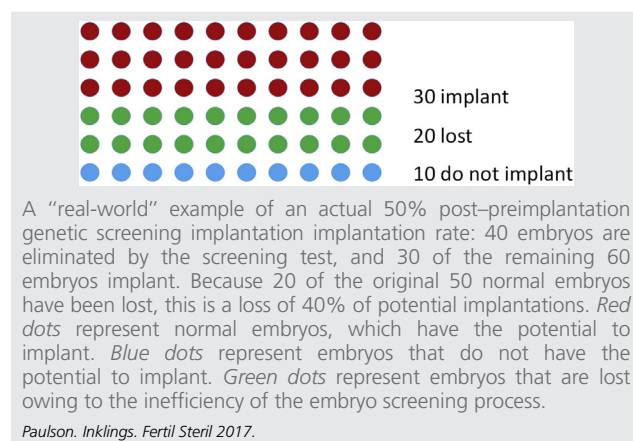 30 implant
20 lost
10 do not implant
A “real-world” example of an actual 50% post–preimplantation
genetic screening implantation implantation rate: 40 embryos are
eliminated by the screening test, and 30 of the remaining 60
embryos implant. Because 20 of the original 50 normal embryos
have been lost, this is a loss of 40% of potential implantations. Red
dots represent normal embryos, which have the potential to
implant. Blue dots represent embryos that do not have the
potential to implant. Green dots represent embryos that are lost
owing to the inefficiency of the embryo screening process.
Paulson. Inklings. Fertil Steril 2017.